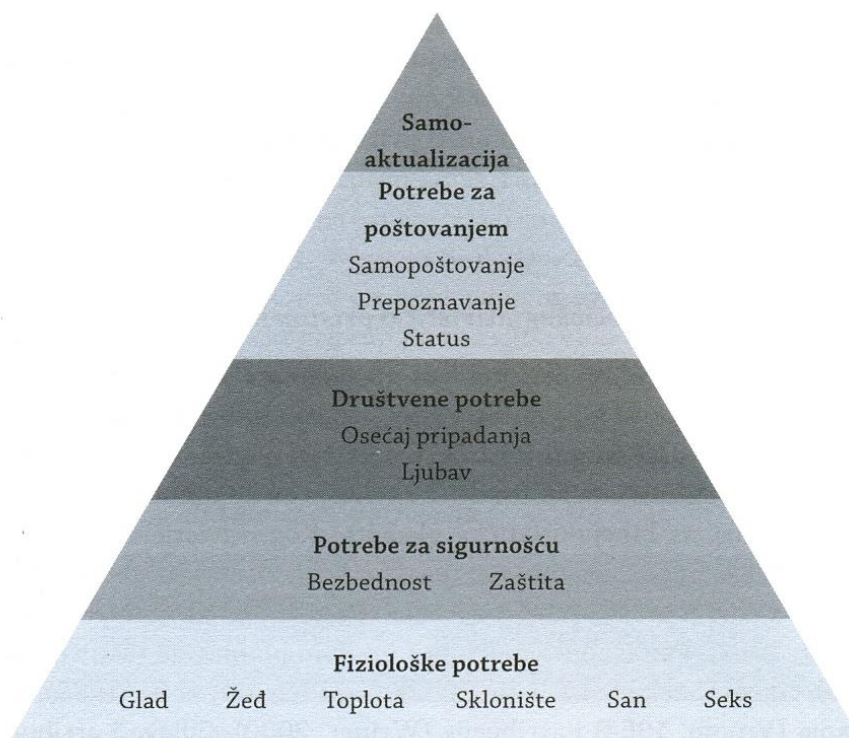 Samo-
aktualizacija
Potrebe za
poštovanjem
Samopoštovanje
Prepoznavanje
Status
Društvene potrebe
Osećaj pripadanja
Ljubav
Potrebe za sigurnošću
Bezbednost Zaštita
Fiziološke potrebe
Glad Žeđ Toplota Sklonište San Seks